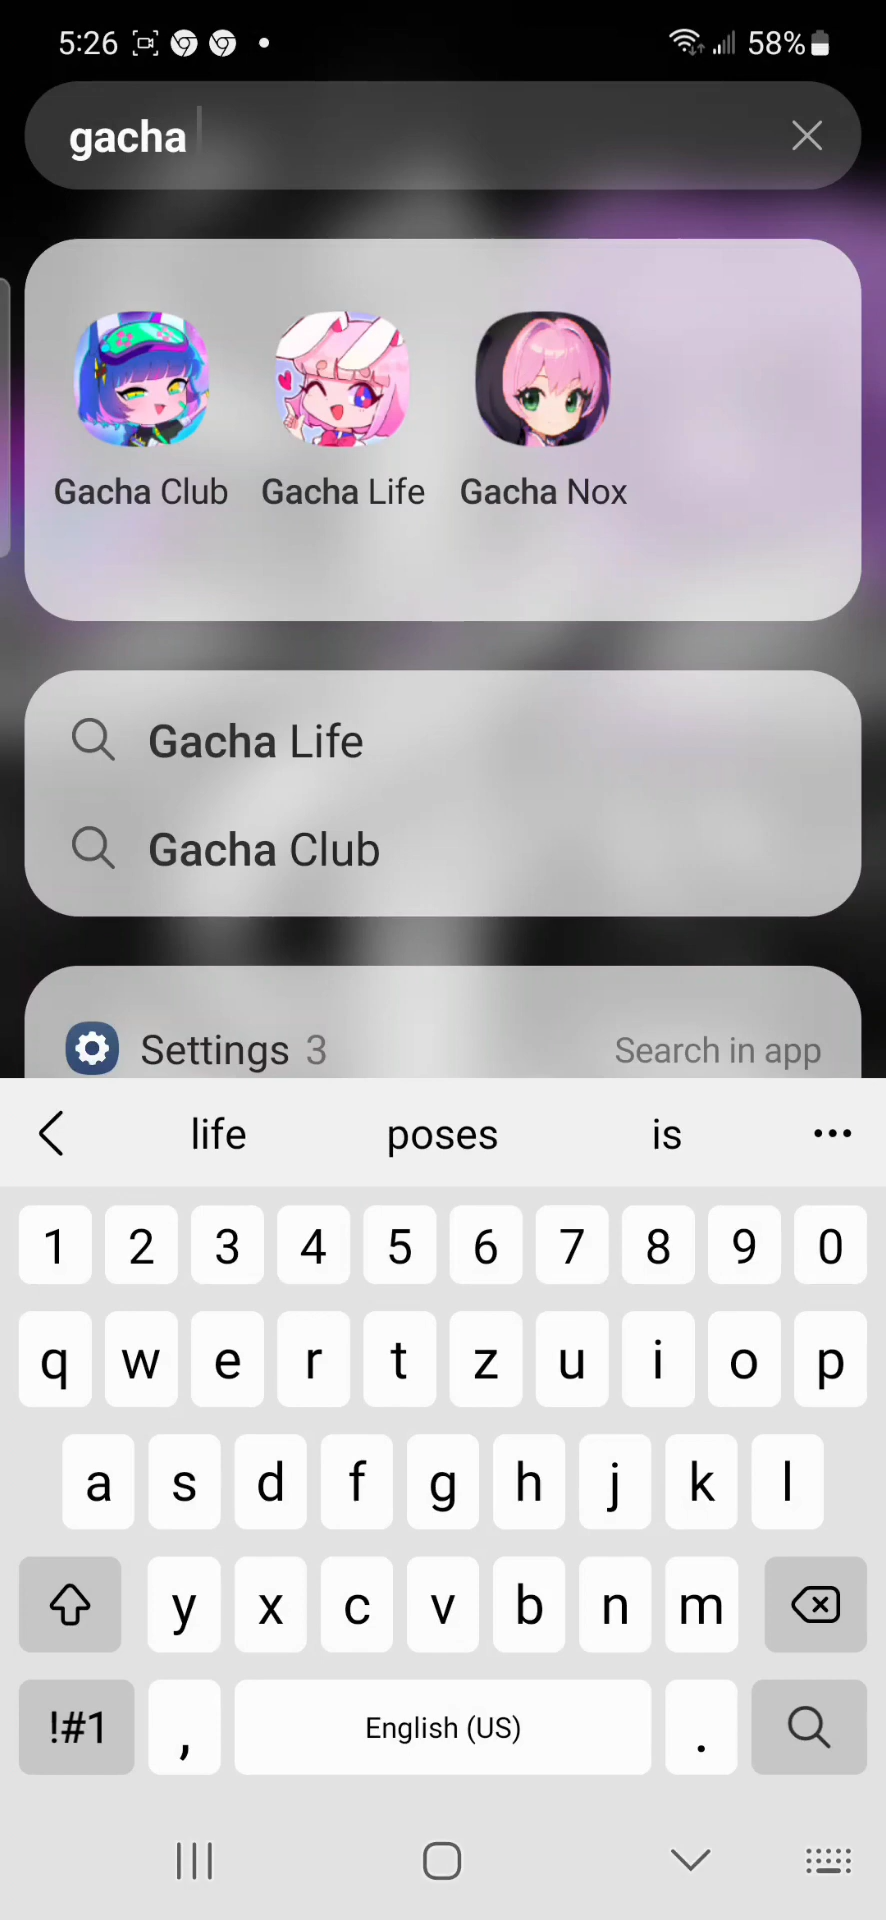 5:26 58%
gacha
Gacha Club Gacha Life Gacha Nox
Gacha Life
Gacha Club
Settings 3 Search in app
life poses is
1 2 3 4 5 6 7 8 9 0
q w e r t z u i o p
a s d f g h j k l
y x c v b n m
!#1 , English (US) .